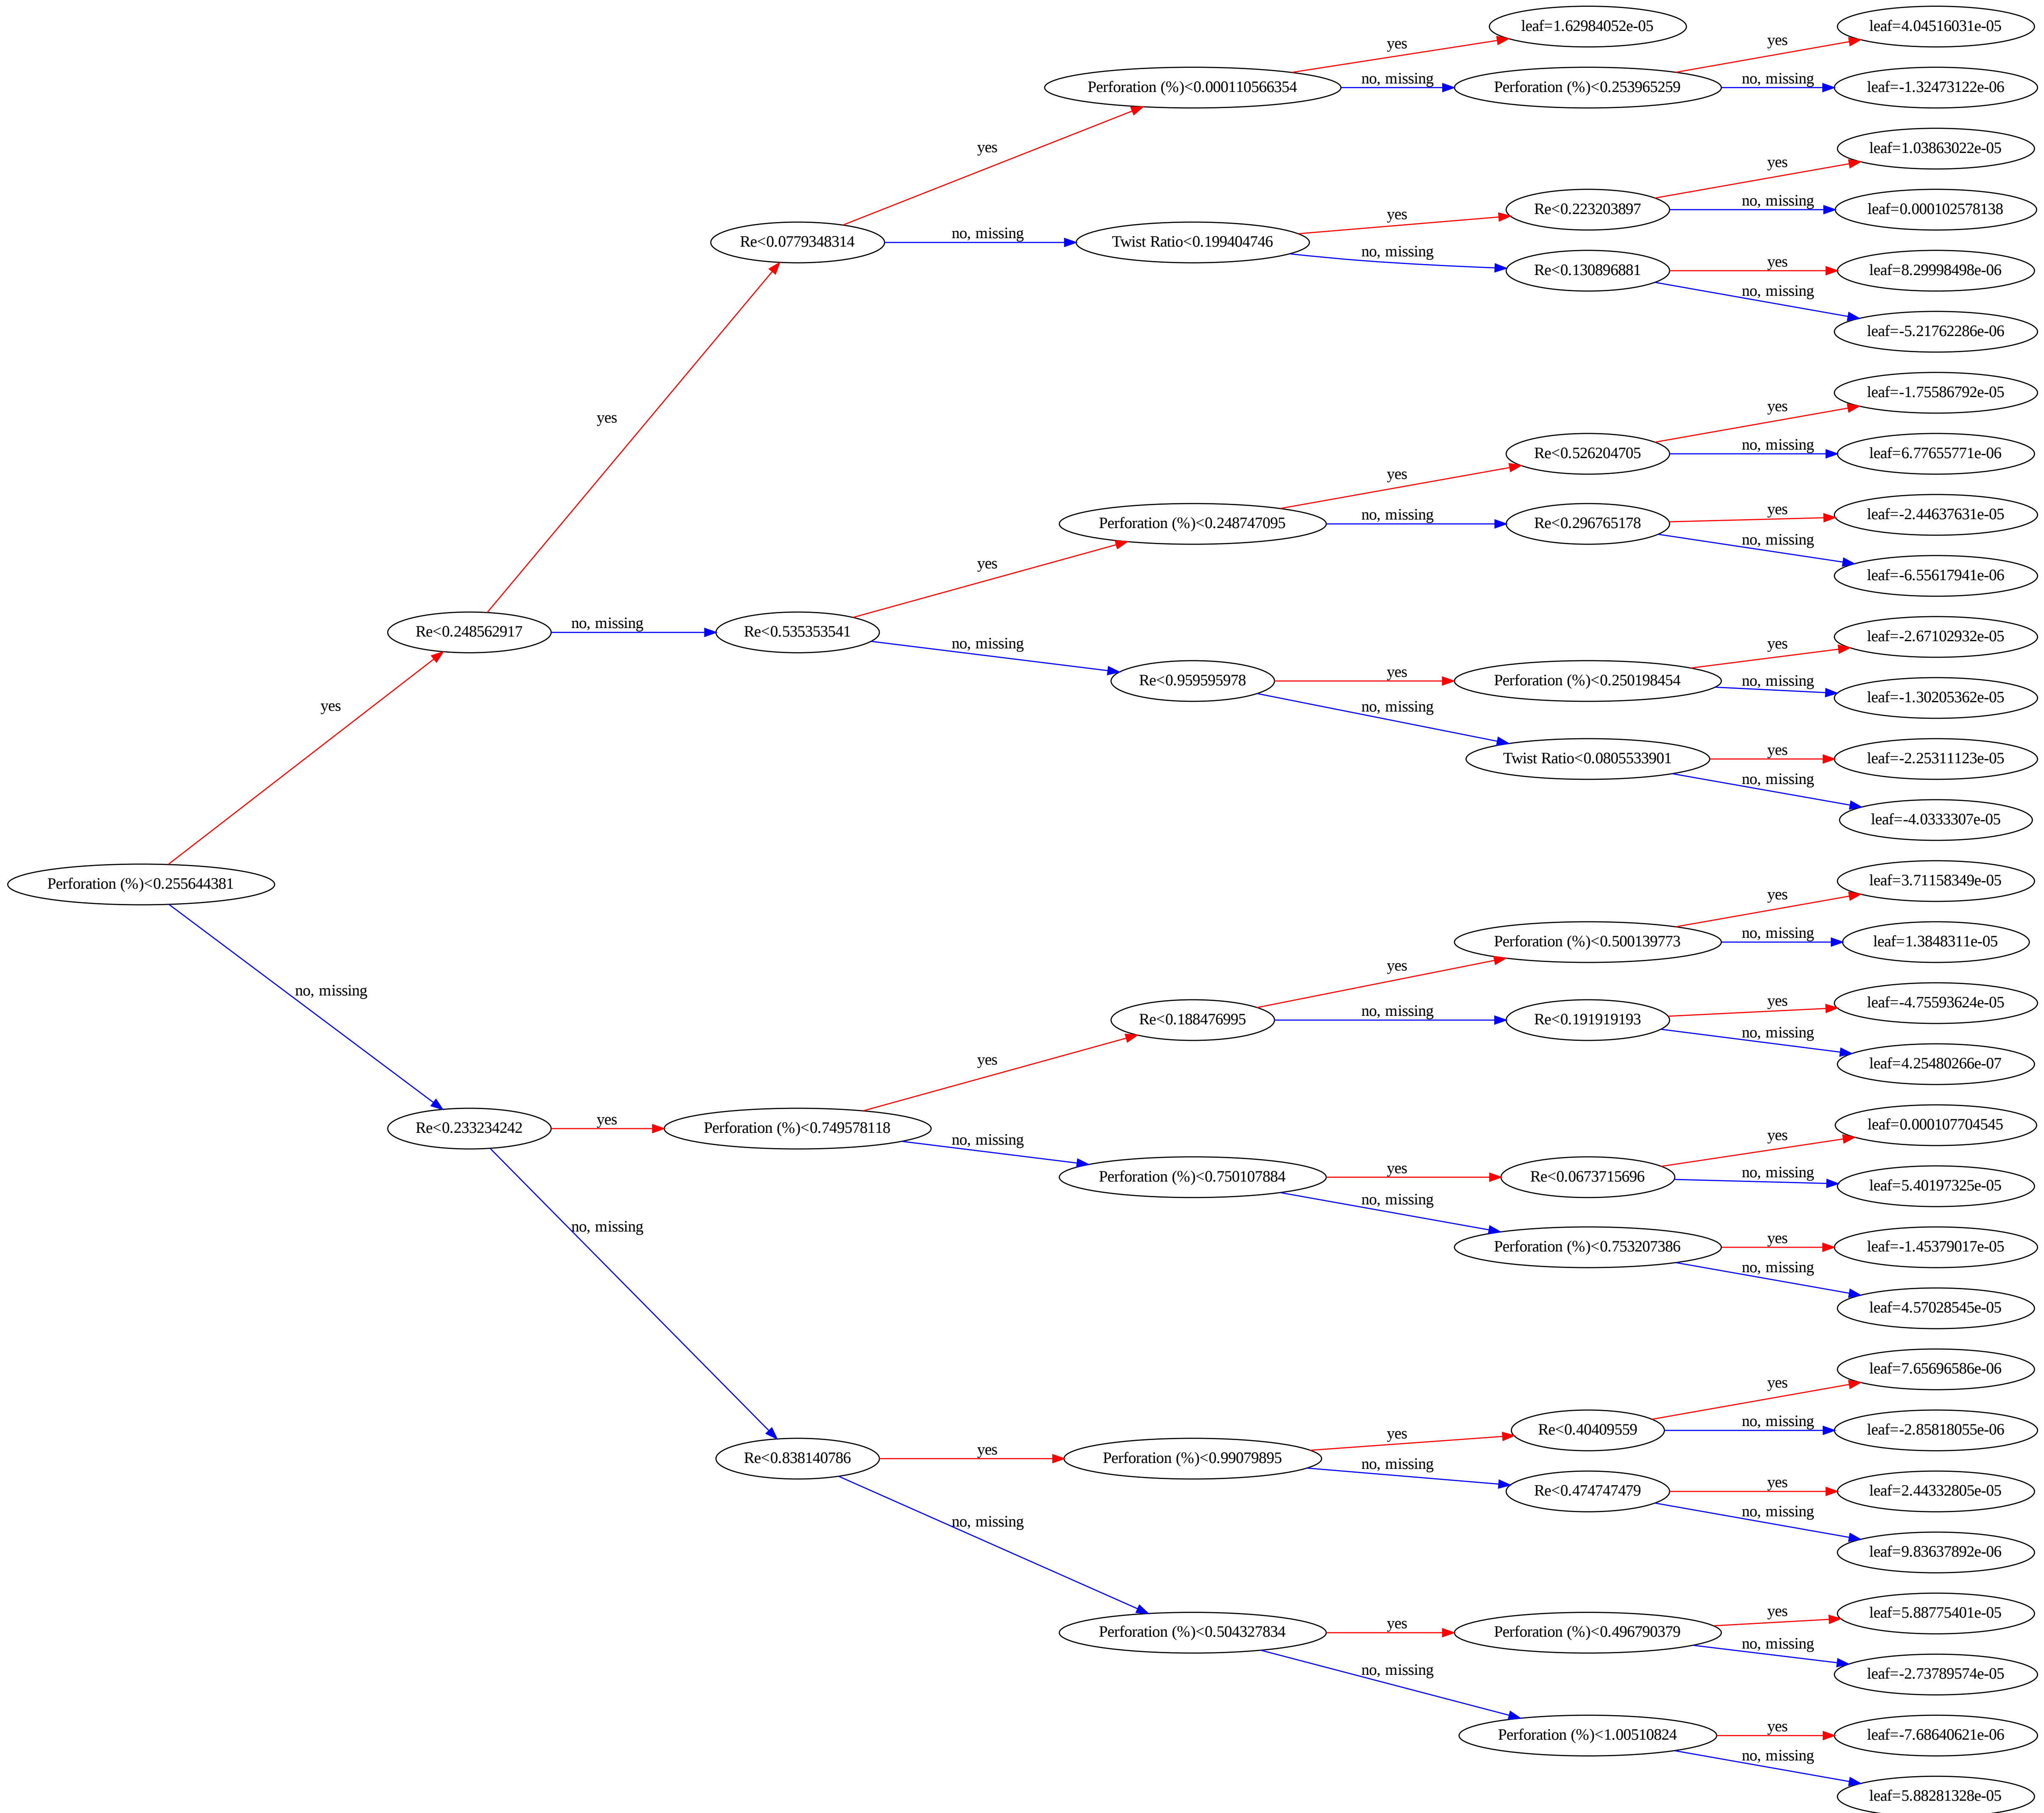 leaf=1.62984052e-05
yes
leaf=4.04516031e-05
yes
Perforation (%)<0.000110566354
no, missing
Perforation (%)<0.253965259
no, missing
leaf=-1.32473122e-06
yes
leaf=1.03863022e-05
yes
Re<0.223203897
no, missing
leaf=0.000102578138
yes
Re<0.0779348314
no, missing
Twist Ratio<0.199404746
no, missing
Re<0.130896881
yes
leaf=8.29998498e-06
no, missing
leaf=-5.21762286e-06
yes
leaf=-1.75586792e-05
yes
Re<0.526204705
no, missing
leaf=6.77655771e-06
yes
Perforation (%)<0.248747095
no, missing
Re<0.296765178
yes
leaf=-2.44637631e-05
no, missing
leaf=-6.55617941e-06
yes
Re<0.248562917
no, missing
Re<0.535353541
no, missing
Re<0.959595978
yes
Perforation (%)<0.250198454
yes
leaf=-2.67102932e-05
no, missing
leaf=-1.30205362e-05
no, missing
Twist Ratio<0.0805533901
yes
leaf=-2.25311123e-05
no, missing
leaf=-4.0333307e-05
yes
Perforation (%)<0.255644381
no, missing
yes
leaf=3.71158349e-05
Perforation (%)<0.500139773
no, missing
leaf=1.3848311e-05
yes
Re<0.188476995
no, missing
Re<0.191919193
yes
leaf=-4.75593624e-05
no, missing
leaf=4.25480266e-07
yes
Re<0.233234242
yes
Perforation (%)<0.749578118
no, missing
Perforation (%)<0.750107884
yes
Re<0.0673715696
yes
leaf=0.000107704545
no, missing
leaf=5.40197325e-05
no, missing
Perforation (%)<0.753207386
yes
leaf=-1.45379017e-05
no, missing
leaf=4.57028545e-05
no, missing
Re<0.838140786
yes
Perforation (%)<0.99079895
yes
Re<0.40409559
yes
leaf=7.65696586e-06
no, missing
leaf=-2.85818055e-06
no, missing
Re<0.474747479
yes
leaf=2.44332805e-05
no, missing
leaf=9.83637892e-06
no, missing
Perforation (%)<0.504327834
yes
Perforation (%)<0.496790379
yes
leaf=5.88775401e-05
no, missing
leaf=-2.73789574e-05
no, missing
Perforation (%)<1.00510824
yes
leaf=-7.68640621e-06
no, missing
leaf=5.88281328e-05